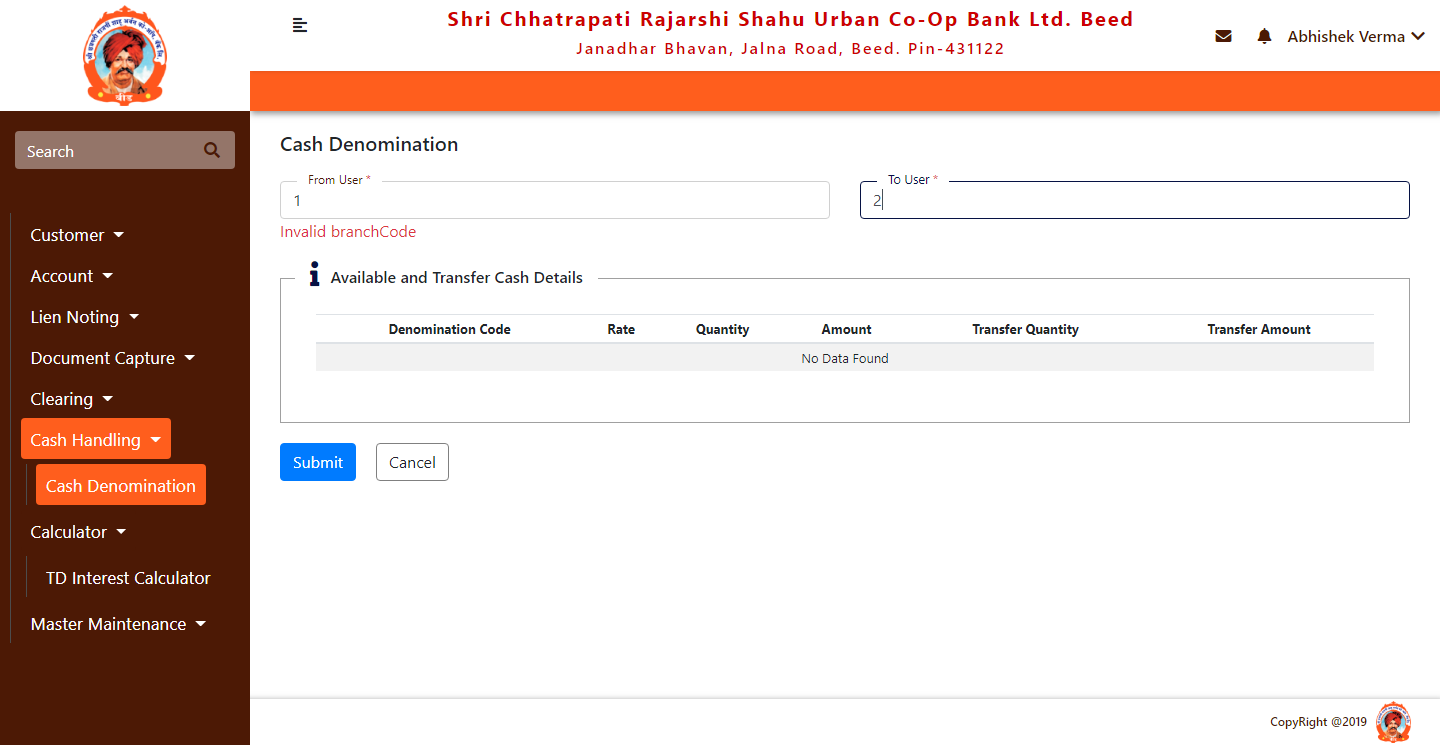 Shri Chhatrapati Rajarshi Shahu Urban Co-Op Bank Ltd. Beed
Janadhar Bhavan, Jalna Road, Beed. Pin-431122
Abhishek Verma
बीड
Search
Customer
Account
Lien Noting
Document Capture
Clearing
Cash Handling
Cash Denomination
Calculator
TD Interest Calculator
Master Maintenance
Cash Denomination
From User *
1
To User *
2
Invalid branchCode
Available and Transfer Cash Details
Denomination Code Rate Quantity Amount Transfer Quantity Transfer Amount
No Data Found
Submit Cancel
CopyRight @2019